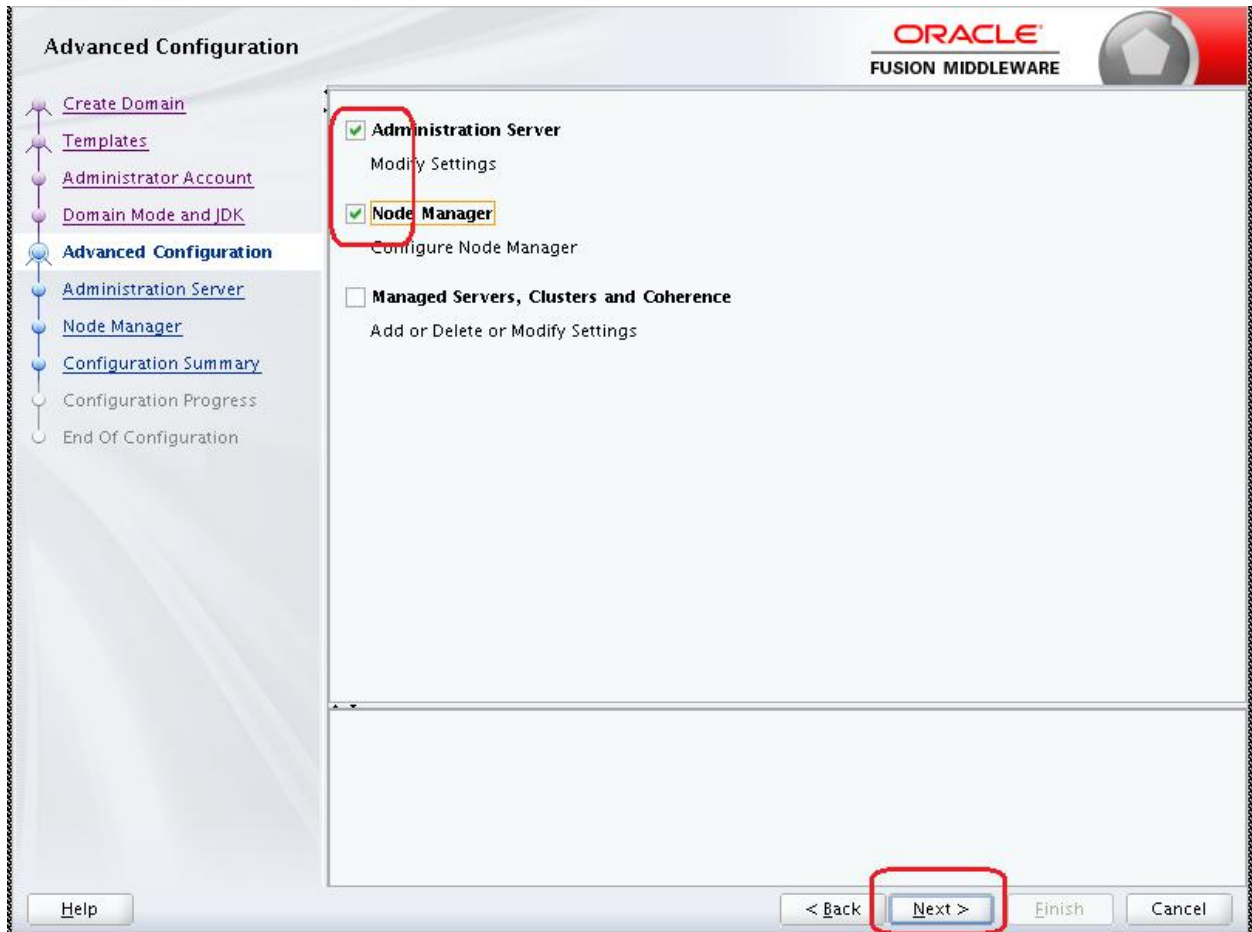 Advanced Configuration
ORACLE
FUSION MIDDLEWARE
Create Domain
Templates
Administrator Account
Domain Mode and JDK
Advanced Configuration
Administration Server
Node Manager
Configuration Summary
Configuration Progress
End Of Configuration
Administration Server
Modify Settings
Node Manager
Configure Node Manager
Managed Servers, Clusters and Coherence
Add or Delete or Modify Settings
Help
< Back
Next >
Finish
Cancel